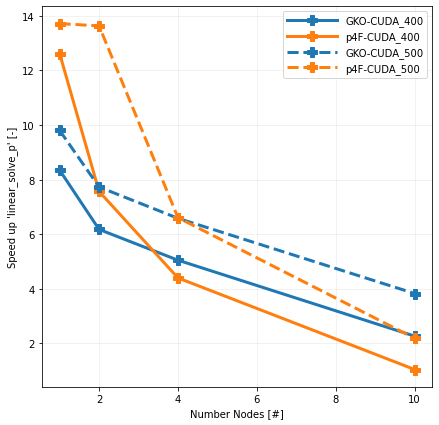 14
12
10
8
6
4
2
Speed up 'linear_solve_p' [-]
GKO-CUDA_400
p4F-CUDA_400
GKO-CUDA_500
p4F-CUDA_500
2
4
6
8
10
Number Nodes [#]